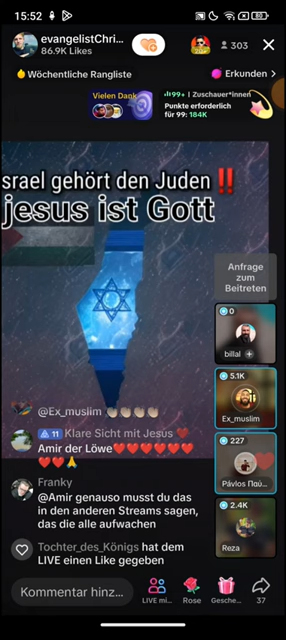 15:52
80
evangelistChri...
86.9K Likes
303
Wöchentliche Rangliste
Erkunden >
Vielen Dank
99+ | Zuschauer*innen
Punkte erforderlich
für 99: 184K
srael gehört den Juden ‼️
jesus ist Gott
Anfrage
zum
Beitreten
0
billal +
5.1K
Ex_muslim
227
Pávlos Παύ...
2.4K
Reza
@Ex_muslim 👏🏼👏🏼👏🏼👏🏼
11 Klare Sicht mit Jesus ❤️
Amir der Löwe❤️❤️❤️❤️❤️❤️
❤️❤️🙏
Franky
@Amir genauso musst du das
in den anderen Streams sagen,
das die alle aufwachen
Tochter_des_Königs hat dem
LIVE einen Like gegeben
Kommentar hinz...
LIVE mi...
Rose
Gesche...
37